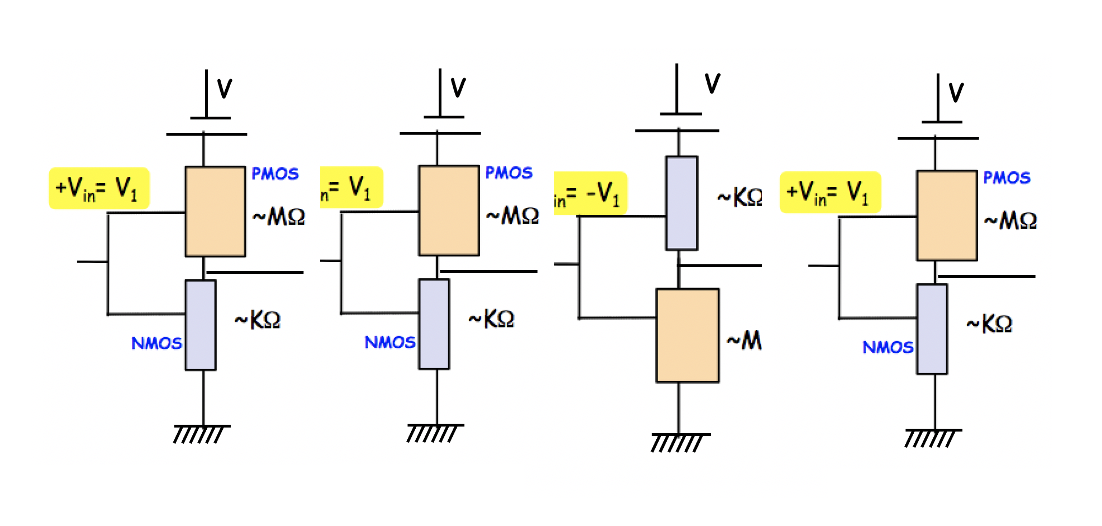 V
+Vin= V1
PMOS
~MΩ
~KΩ
NMOS
V
n= V1
PMOS
~MΩ
~KΩ
NMOS
V
in= -V1
~KΩ
~M
V
+Vin= V1
PMOS
~MΩ
~KΩ
NMOS